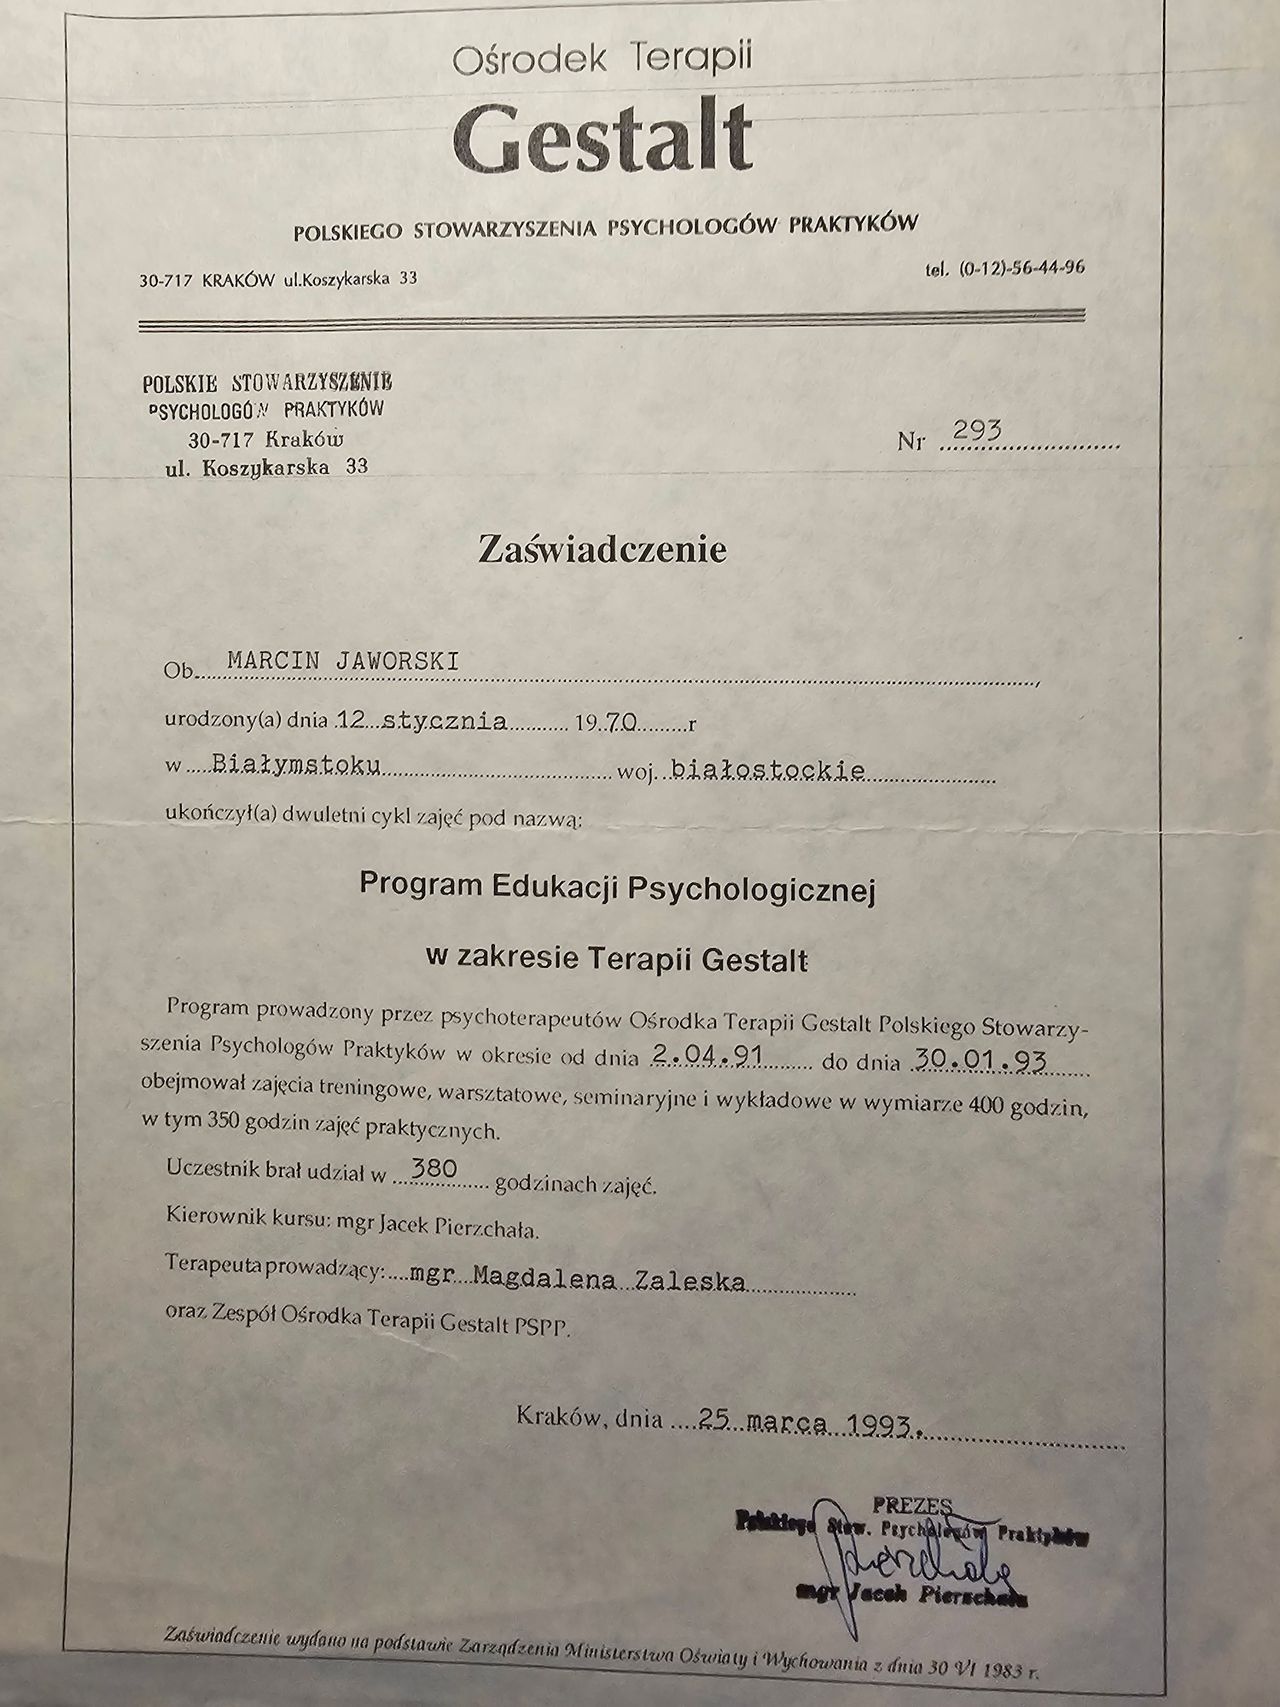 Ośrodek Terapii
Gestalt
POLSKIEGO STOWARZYSZENIA PSYCHOLOGÓW PRAKTYKÓW
30-717 KRAKÓW ul.Koszykarska 33 tel. (0-12)-56-44-96
POLSKIE STOWARZYSZENIE
PSYCHOLOGÓW PRAKTYKÓW
30-717 Kraków
ul. Koszykarska 33
Nr 293
Zaświadczenie
Ob. MARCIN JAWORSKI,
urodzony(a) dnia 12 stycznia 19 70 r
w Białymstoku woj. białostockie
ukończył(a) dwuletni cykl zajęć pod nazwą:
Program Edukacji Psychologicznej
w zakresie Terapii Gestalt
Program prowadzony przez psychoterapeutów Ośrodka Terapii Gestalt Polskiego Stowarzy-
szenia Psychologów Praktyków w okresie od dnia 2.04.91 do dnia 30.01.93
obejmował zajęcia treningowe, warsztatowe, seminaryjne i wykładowe w wymiarze 400 godzin,
w tym 350 godzin zajęć praktycznych.
Uczestnik brał udział w 380 godzinach zajęć.
Kierownik kursu: mgr Jacek Pierzchała.
Terapeuta prowadzący: mgr Magdalena Zaleska
oraz Zespół Ośrodka Terapii Gestalt PSPP.
Kraków, dnia 25 marca 1993.
PREZES
Polskiego Stow. Psychologów Praktyków
Pierzchała
mgr Jacek Pierzchała
Zaświadczenie wydano na podstawie Zarządzenia Ministerstwa Oświaty i Wychowania z dnia 30 VI 1983 r.